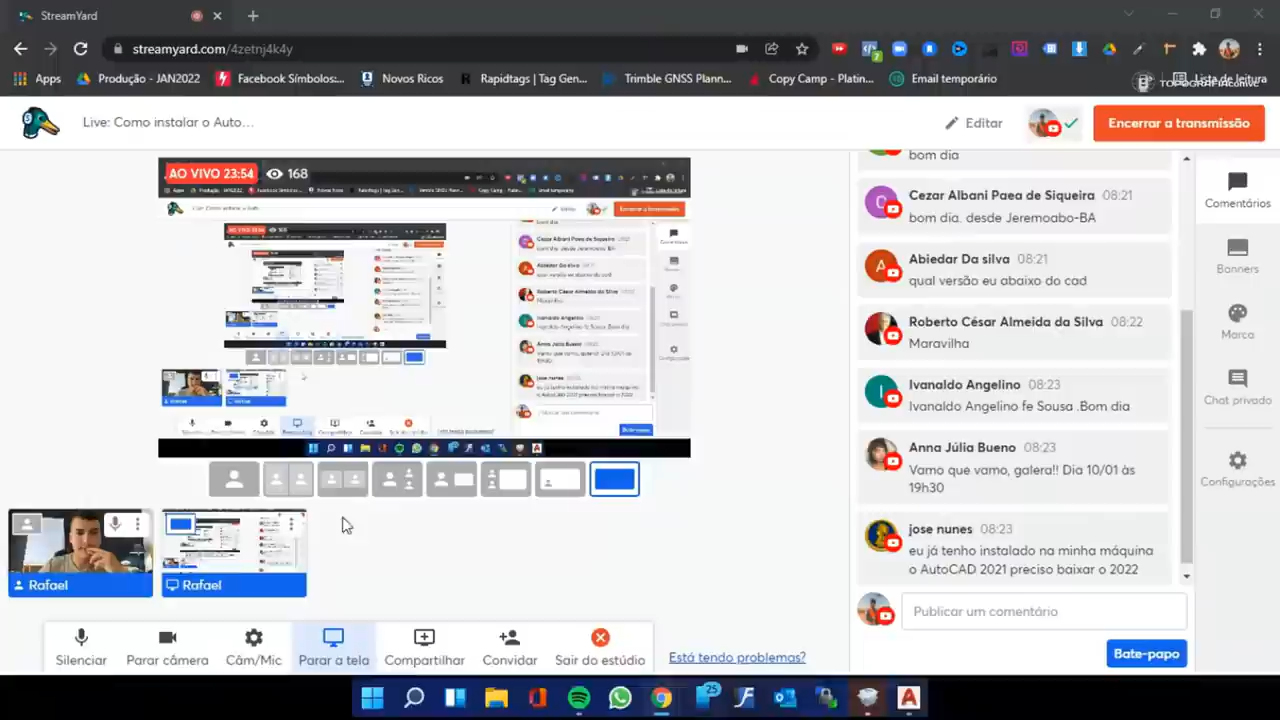 StreamYard
streamyard.com/4zetnj4k4y
Apps
Produção - JAN2022
Facebook Símbolos:...
Novos Ricos
Rapidtags | Tag Gen...
Trimble GNSS Plann...
Copy Camp - Platin...
Email temporário
Lista de leitura
Live: Como instalar o Auto...
Editar
Encerrar a transmissão
AO VIVO 23:54
168
bom dia
Cezar Albani Paea de Siqueira 08:21
bom dia. desde Jeremoabo-BA
Abiedar Da silva 08:21
qual versão eu abaixo do cad
Roberto César Almeida da Silva 08:22
Maravilha
Ivanaldo Angelino 08:23
Ivanaldo Angelino fe Sousa .Bom dia
Anna Júlia Bueno 08:23
Vamo que vamo, galera!! Dia 10/01 às
19h30
jose nunes 08:23
eu já tenho instalado na minha máquina
o AutoCAD 2021 preciso baixar o 2022
Publicar um comentário
Bate-papo
Comentários
Banners
Marca
Chat privado
Configurações
Rafael
Rafael
Silenciar
Parar câmera
Câm/Mic
Parar a tela
Compartilhar
Convidar
Sair do estúdio
Está tendo problemas?
25